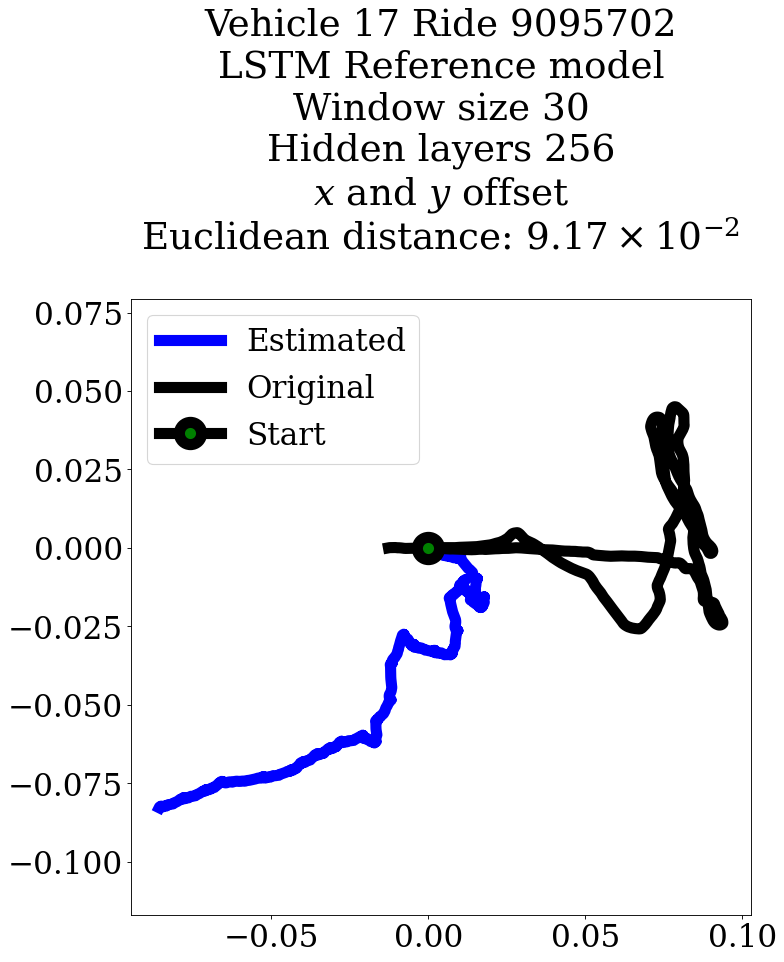 Vehicle 17 Ride 9095702
LSTM Reference model
Window size 30
Hidden layers 256
x and y offset
Euclidean distance: 9.17 × 10⁻²
Estimated
Original
Start
0.075
0.050
0.025
0.000
−0.025
−0.050
−0.075
−0.100
−0.05 0.00 0.05 0.10